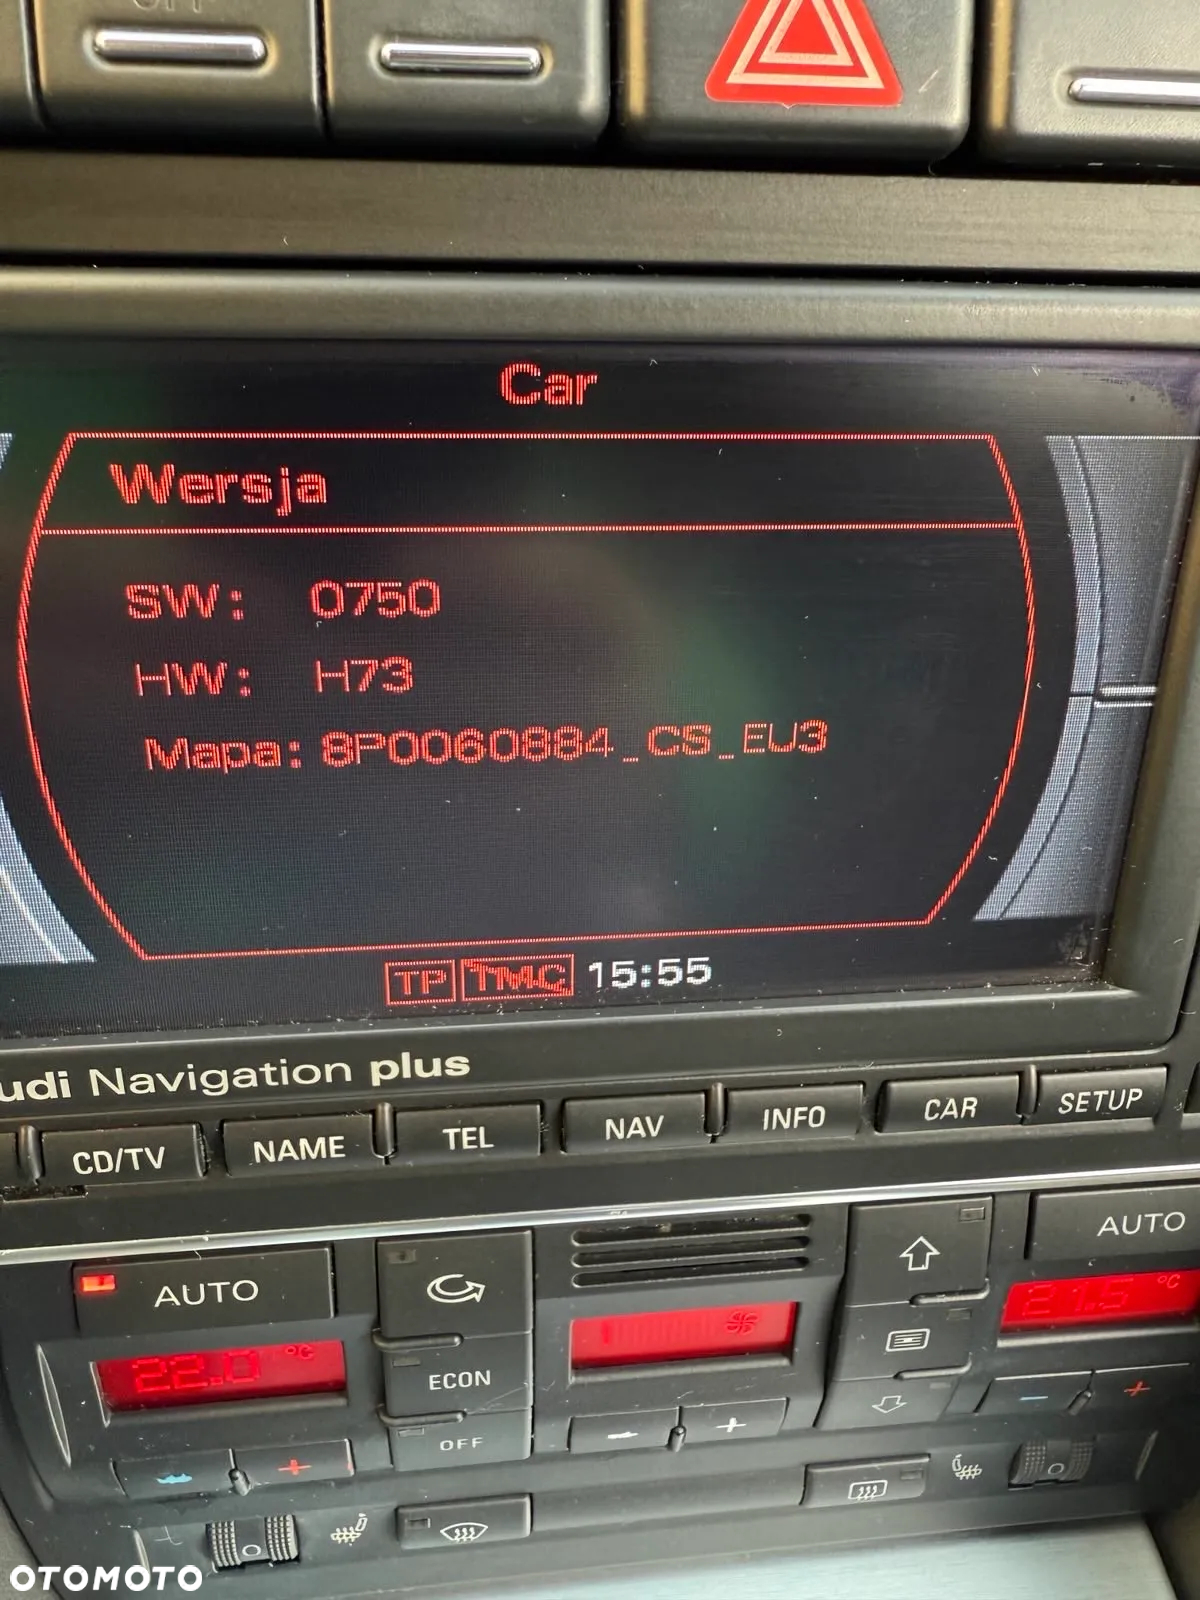 Car
Wersja
SW: 0750
HW: H73
Mapa: 8P0060884_CS_EU3
TP TMC 15:55
udi Navigation plus
CD/TV NAME TEL NAV INFO CAR SETUP
AUTO AUTO
22.0 °C 21.5 °C
ECON
OFF
OTOMOTO